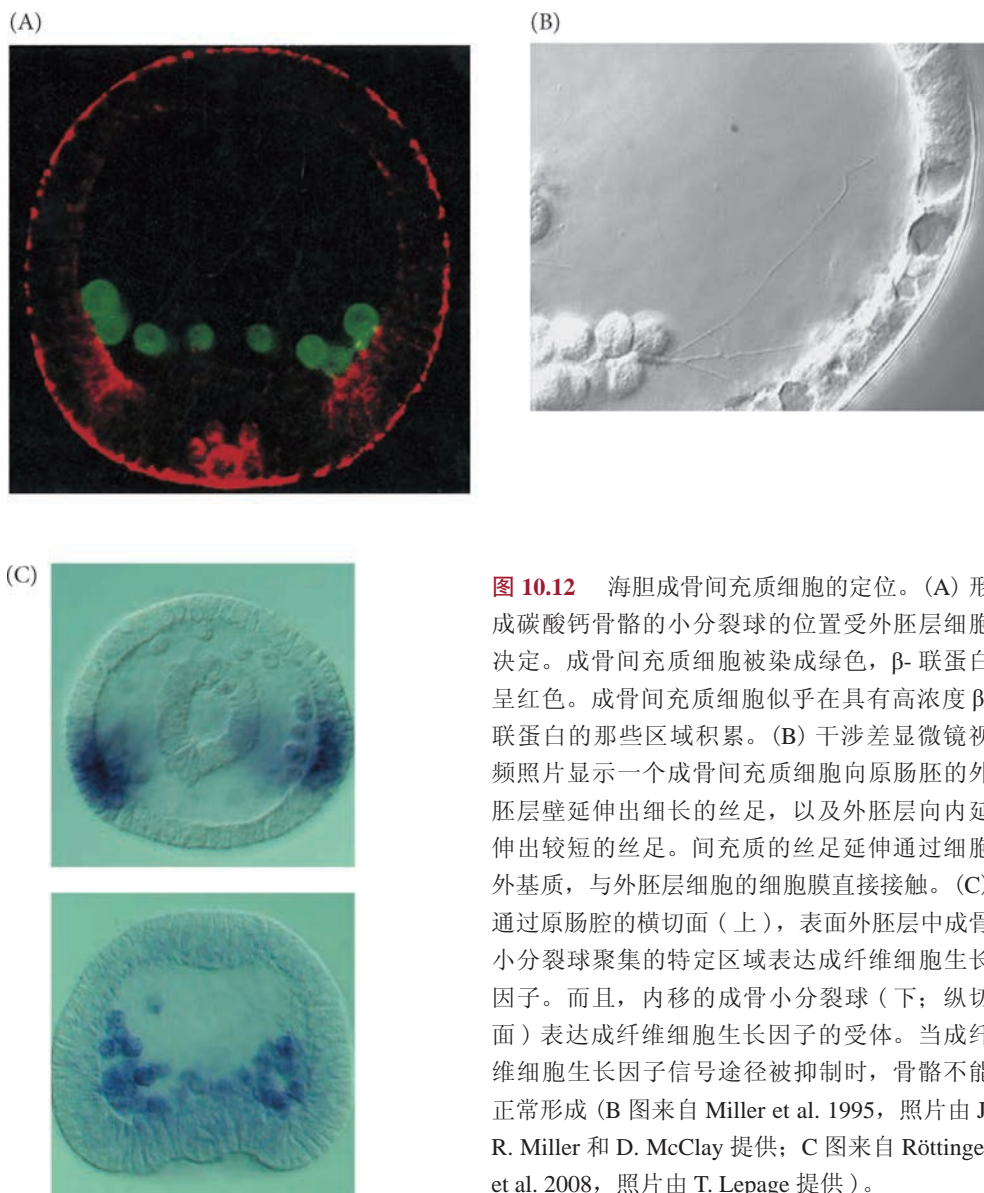 (A)
(B)
(C)
图 10.12 海胆成骨间充质细胞的定位。(A) 形
成碳酸钙骨骼的小分裂球的位置受外胚层细胞
决定。成骨间充质细胞被染成绿色，β- 联蛋白
呈红色。成骨间充质细胞似乎在具有高浓度 β
联蛋白的那些区域积累。(B) 干涉差显微镜视
频照片显示一个成骨间充质细胞向原肠胚的外
胚层壁延伸出细长的丝足，以及外胚层向内延
伸出较短的丝足。间充质的丝足延伸通过细胞
外基质，与外胚层细胞的细胞膜直接接触。(C)
通过原肠腔的横切面（上），表面外胚层中成骨
小分裂球聚集的特定区域表达成纤维细胞生长
因子。而且，内移的成骨小分裂球（下；纵切
面）表达成纤维细胞生长因子的受体。当成纤
维细胞生长因子信号途径被抑制时，骨骼不能
正常形成（B 图来自 Miller et al. 1995，照片由 J
R. Miller 和 D. McClay 提供；C 图来自 Röttinge
et al. 2008，照片由 T. Lepage 提供）。